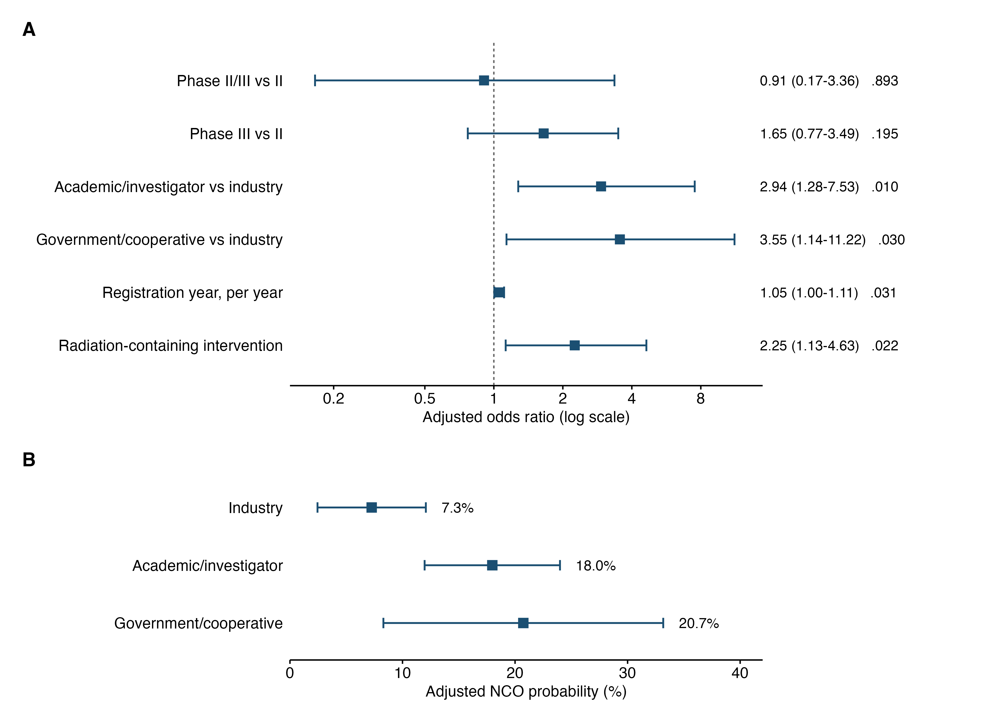 A
Phase II/III vs II 0.91 (0.17-3.36) .893
Phase III vs II 1.65 (0.77-3.49) .195
Academic/investigator vs industry 2.94 (1.28-7.53) .010
Government/cooperative vs industry 3.55 (1.14-11.22) .030
Registration year, per year 1.05 (1.00-1.11) .031
Radiation-containing intervention 2.25 (1.13-4.63) .022
0.2 0.5 1 2 4 8
Adjusted odds ratio (log scale)
B
Industry 7.3%
Academic/investigator 18.0%
Government/cooperative 20.7%
0 10 20 30 40
Adjusted NCO probability (%)